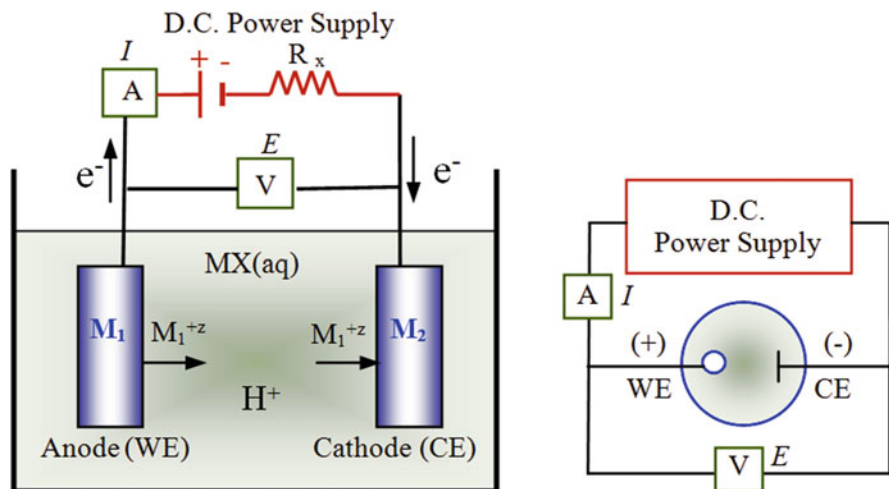 D.C. Power Supply
I
+ -
R x
A
E
e-
V
e-
MX(aq)
M1
M1+z
M1+z
M2
H+
Anode (WE)
Cathode (CE)
D.C.
Power Supply
A
I
(+)
(-)
WE
CE
V
E